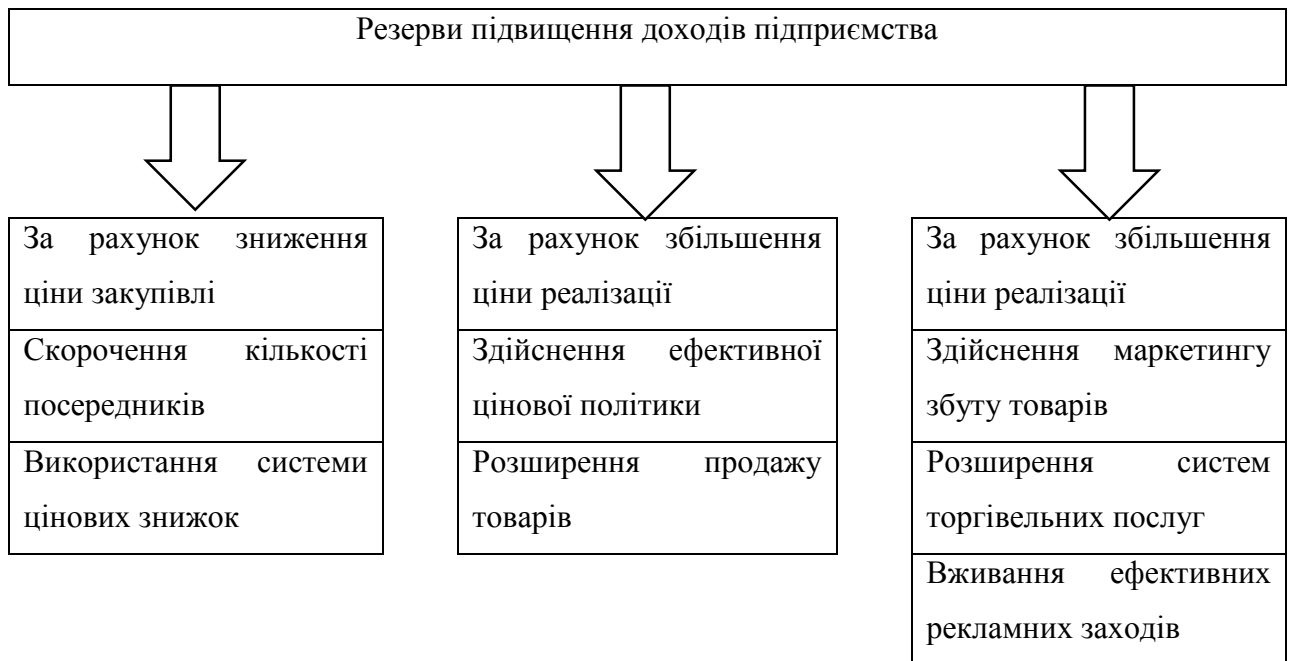 Резерви підвищення доходів підприємства
За рахунок зниження
ціни закупівлі
Скорочення кількості
посередників
Використання системи
цінових знижок
За рахунок збільшення
ціни реалізації
Здійснення ефективної
цінової політики
Розширення продажу
товарів
За рахунок збільшення
ціни реалізації
Здійснення маркетингу
збуту товарів
Розширення систем
торгівельних послуг
Вживання ефективних
рекламних заходів